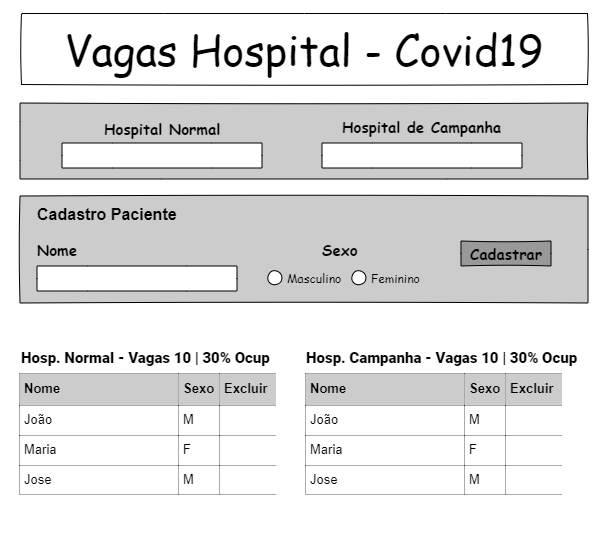 Vagas Hospital - Covid19
Hospital Normal
Hospital de Campanha
Cadastro Paciente
Nome
Sexo
Masculino
Feminino
Cadastrar
Hosp. Normal - Vagas 10 | 30% Ocup
Nome Sexo Excluir
João M
Maria F
Jose M
Hosp. Campanha - Vagas 10 | 30% Ocup
Nome Sexo Excluir
João M
Maria F
Jose M